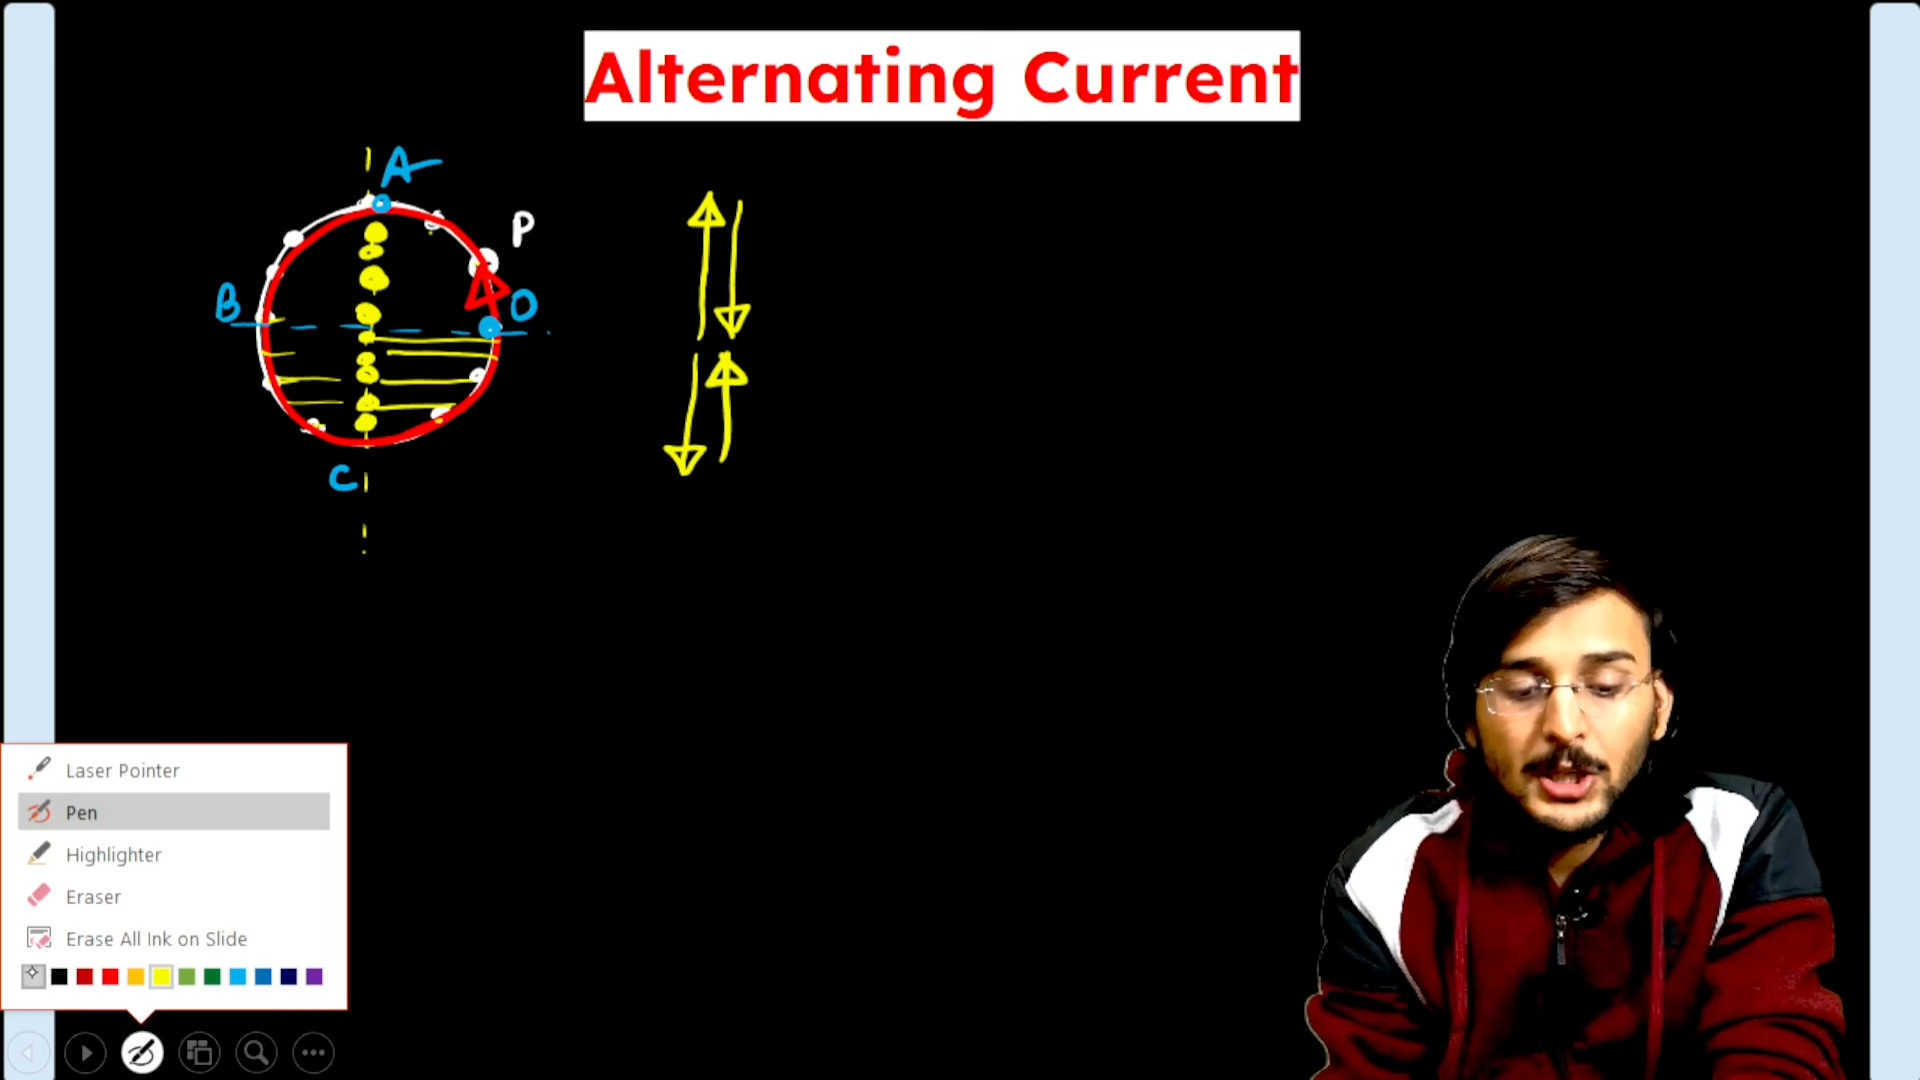 Alternating Current
A
P
B
D
C
Laser Pointer
Pen
Highlighter
Eraser
Erase All Ink on Slide